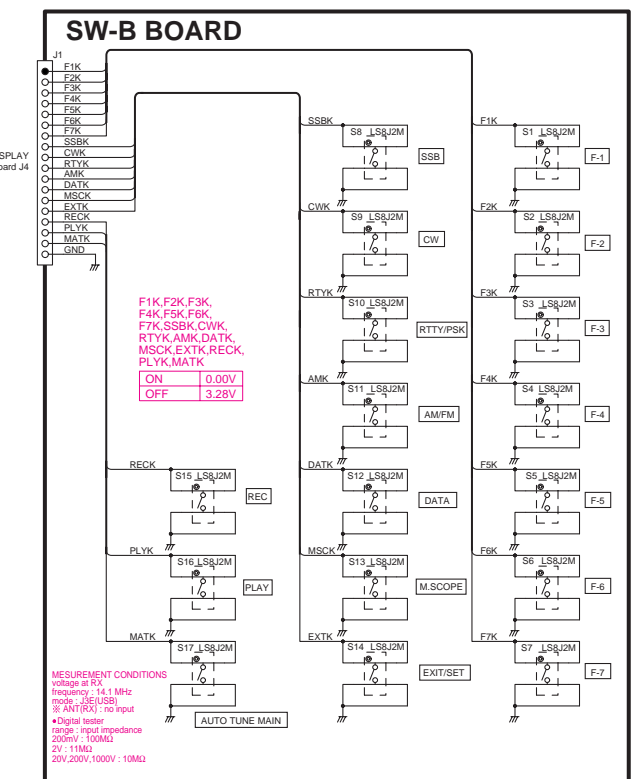 SW-B BOARD
J1
F1K
F2K
F3K
F4K
F5K
F6K
F7K
SSBK
CWK
RTYK
AMK
DATK
MSCK
EXTK
RECK
PLYK
MATK
GND
SPLAY
oard J4
F1K,F2K,F3K,
F4K,F5K,F6K,
F7K,SSBK,CWK,
RTYK,AMK,DATK,
MSCK,EXTK,RECK,
PLYK,MATK
ON 0.00V
OFF 3.28V
RECK
S15 LS8J2M
REC
PLYK
S16 LS8J2M
PLAY
MATK
S17 LS8J2M
AUTO TUNE MAIN
SSBK
S8 LS8J2M
SSB
CWK
S9 LS8J2M
CW
RTYK
S10 LS8J2M
RTTY/PSK
AMK
S11 LS8J2M
AM/FM
DATK
S12 LS8J2M
DATA
MSCK
S13 LS8J2M
M.SCOPE
EXTK
S14 LS8J2M
EXIT/SET
F1K
S1 LS8J2M
F-1
F2K
S2 LS8J2M
F-2
F3K
S3 LS8J2M
F-3
F4K
S4 LS8J2M
F-4
F5K
S5 LS8J2M
F-5
F6K
S6 LS8J2M
F-6
F7K
S7 LS8J2M
F-7
MESUREMENT CONDITIONS
voltage at RX
frequency : 14.1 MHz
mode : J3E(USB)
※ ANT(RX) : no input
●Digital tester
range : input impedance
200mV : 100MΩ
2V : 11MΩ
20V,200V,1000V : 10MΩ